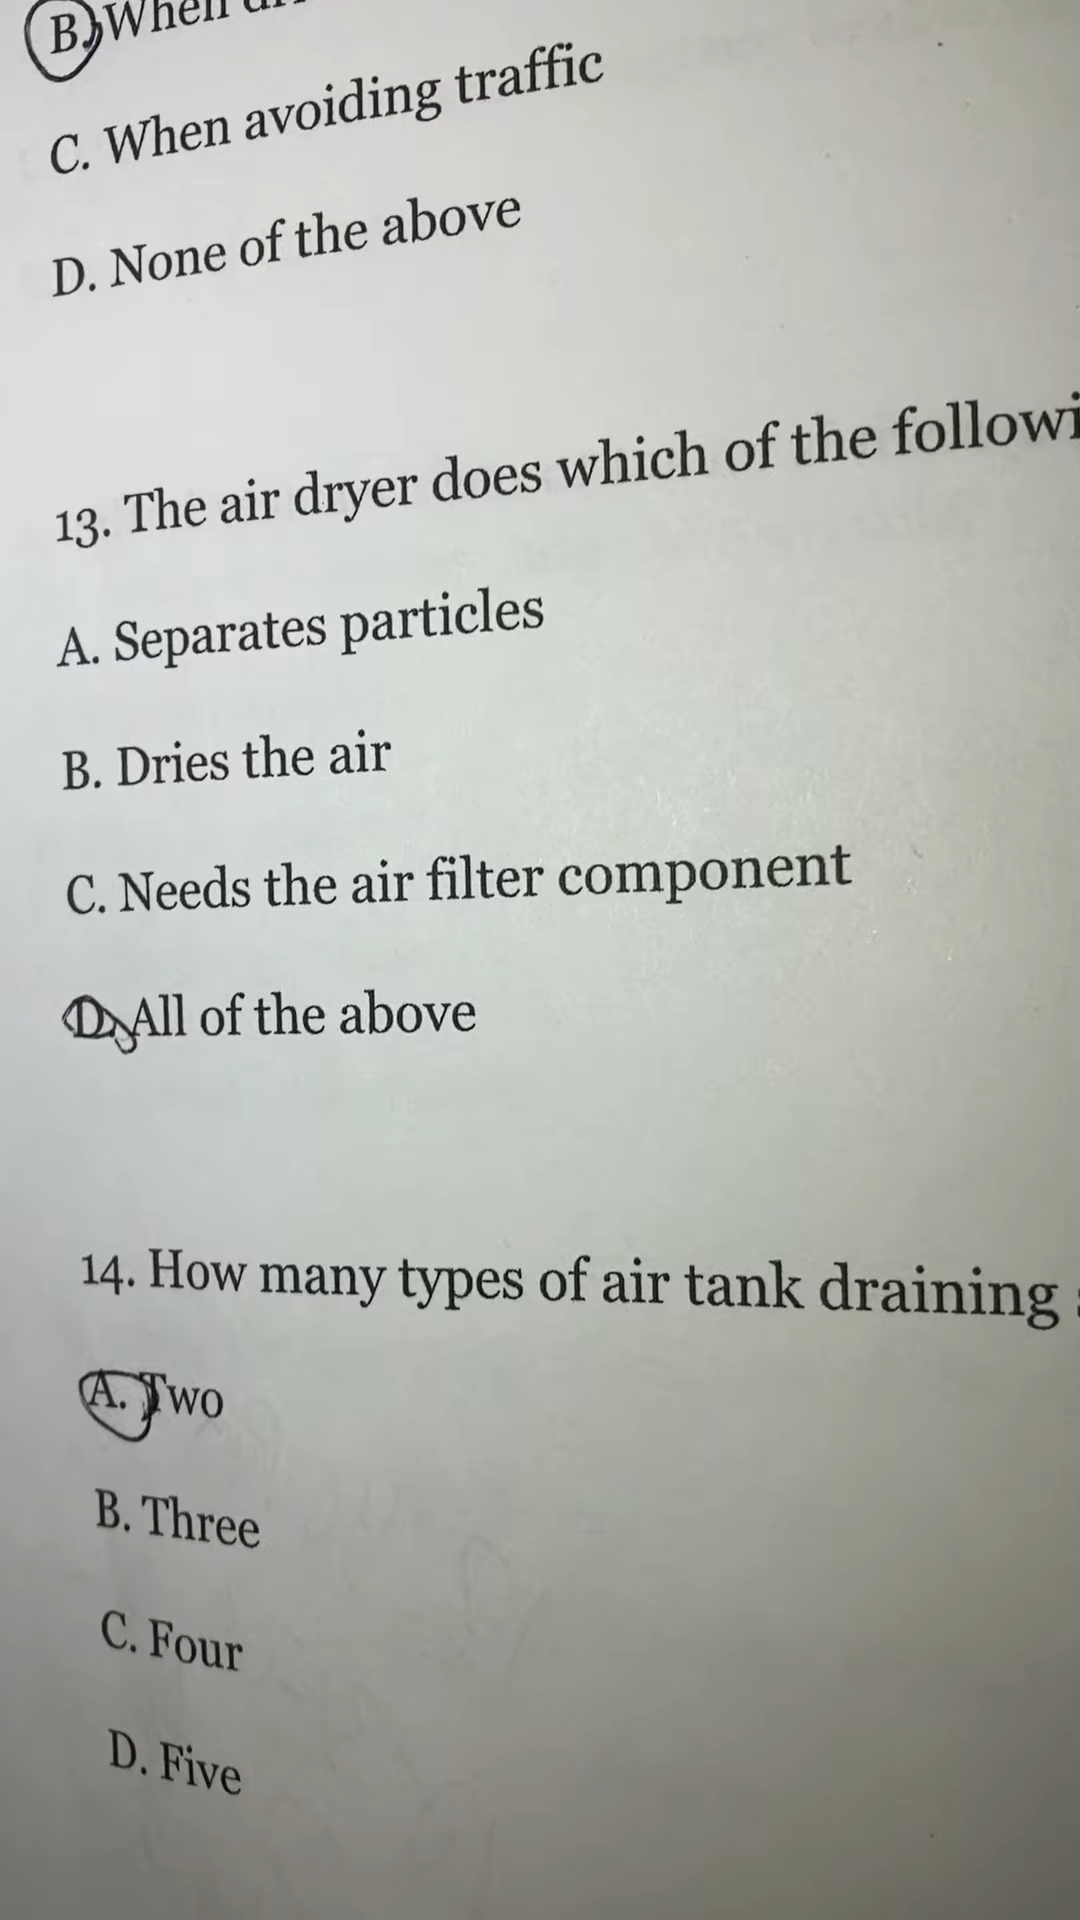 B. When
C. When avoiding traffic
D. None of the above
13. The air dryer does which of the
A. Separates particles
B. Dries the air
C. Needs the air filter component
D. All of the above
14. How many types of air tank draining
A. Two
B. Three
C. Four
D. Five